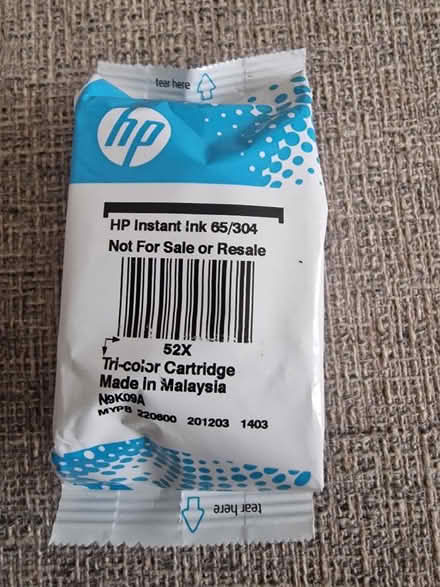 tear here
hp
HP Instant Ink 65/304
Not For Sale or Resale
52X
Tri-color Cartridge
Made in Malaysia
N9K09A
MYPB 220600 201203 1403
tear here